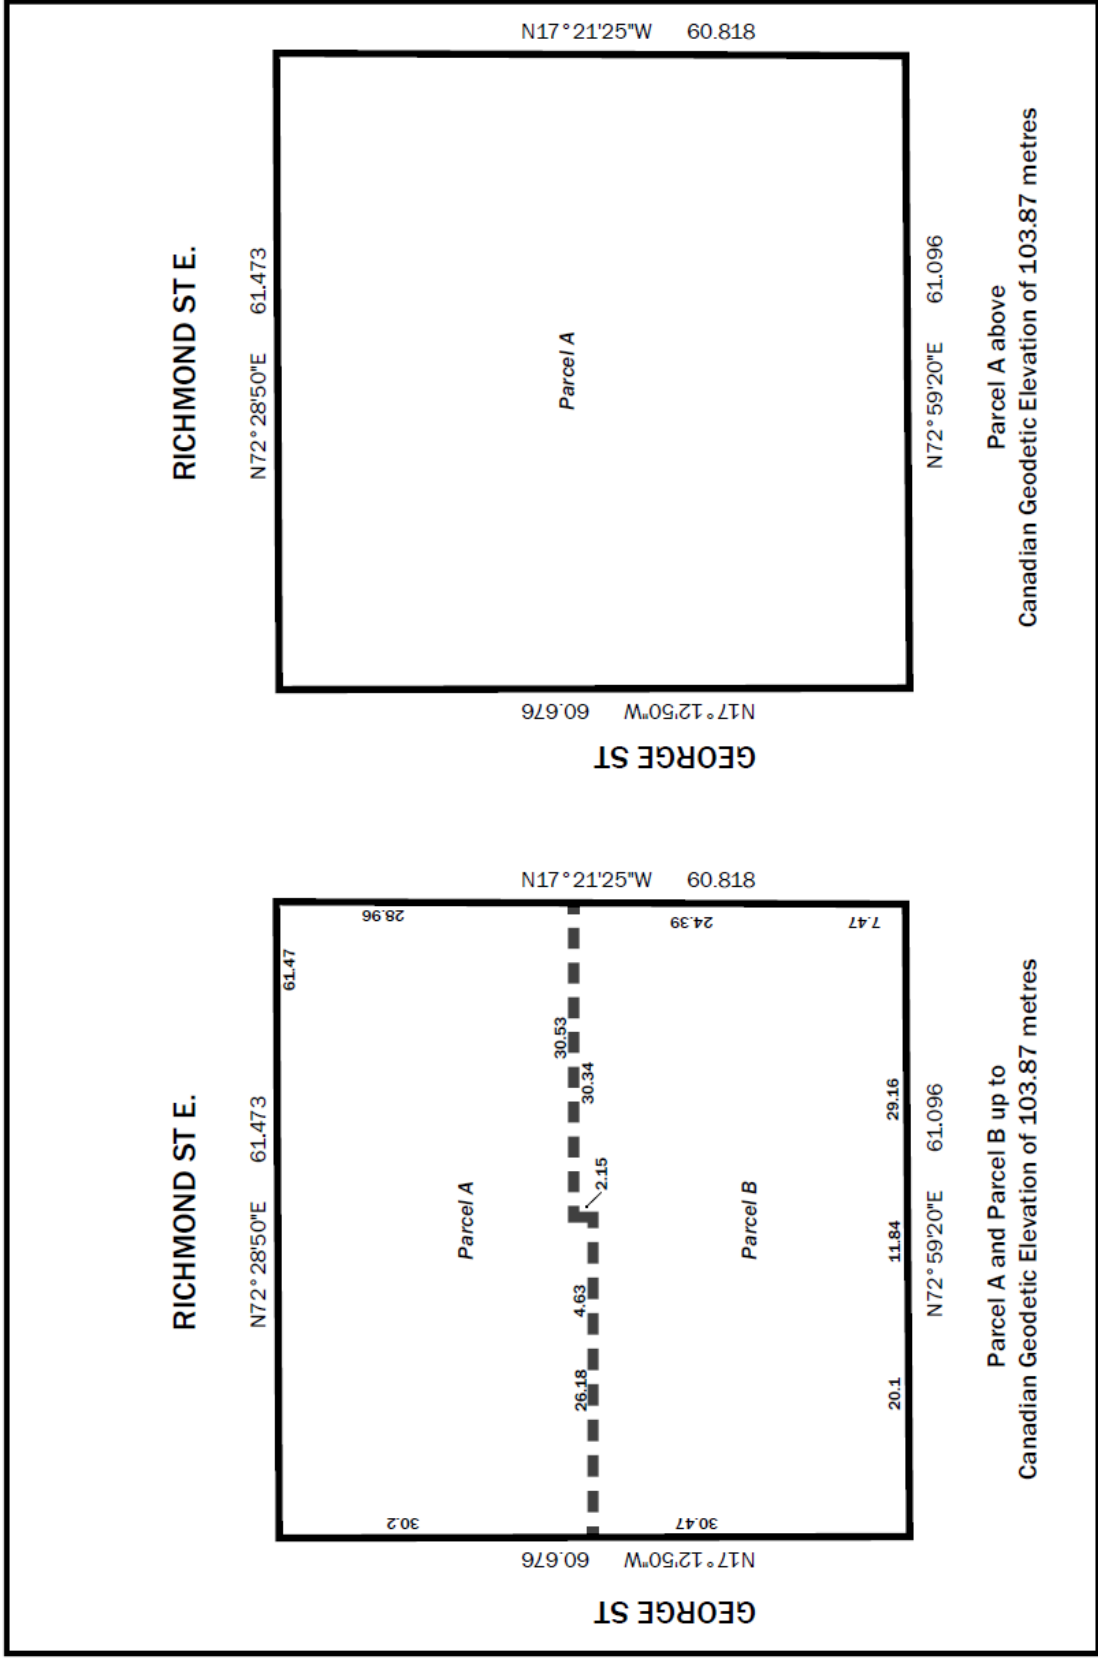 RICHMOND ST E.
N72°28'50"E 61.473
61.47
GEORGE ST
N17°12'50"W 60.676
30.2
30.47
Parcel A
28.96
N17°21'25"W 60.818
26.18
4.63
2.15
30.53
30.34
Parcel B
24.39
7.47
20.1
11.84
29.16
N72°59'20"E 61.096
Parcel A and Parcel B up to
Canadian Geodetic Elevation of 103.87 metres
RICHMOND ST E.
N72°28'50"E 61.473
GEORGE ST
N17°12'50"W 60.676
Parcel A
N17°21'25"W 60.818
N72°59'20"E 61.096
Parcel A above
Canadian Geodetic Elevation of 103.87 metres